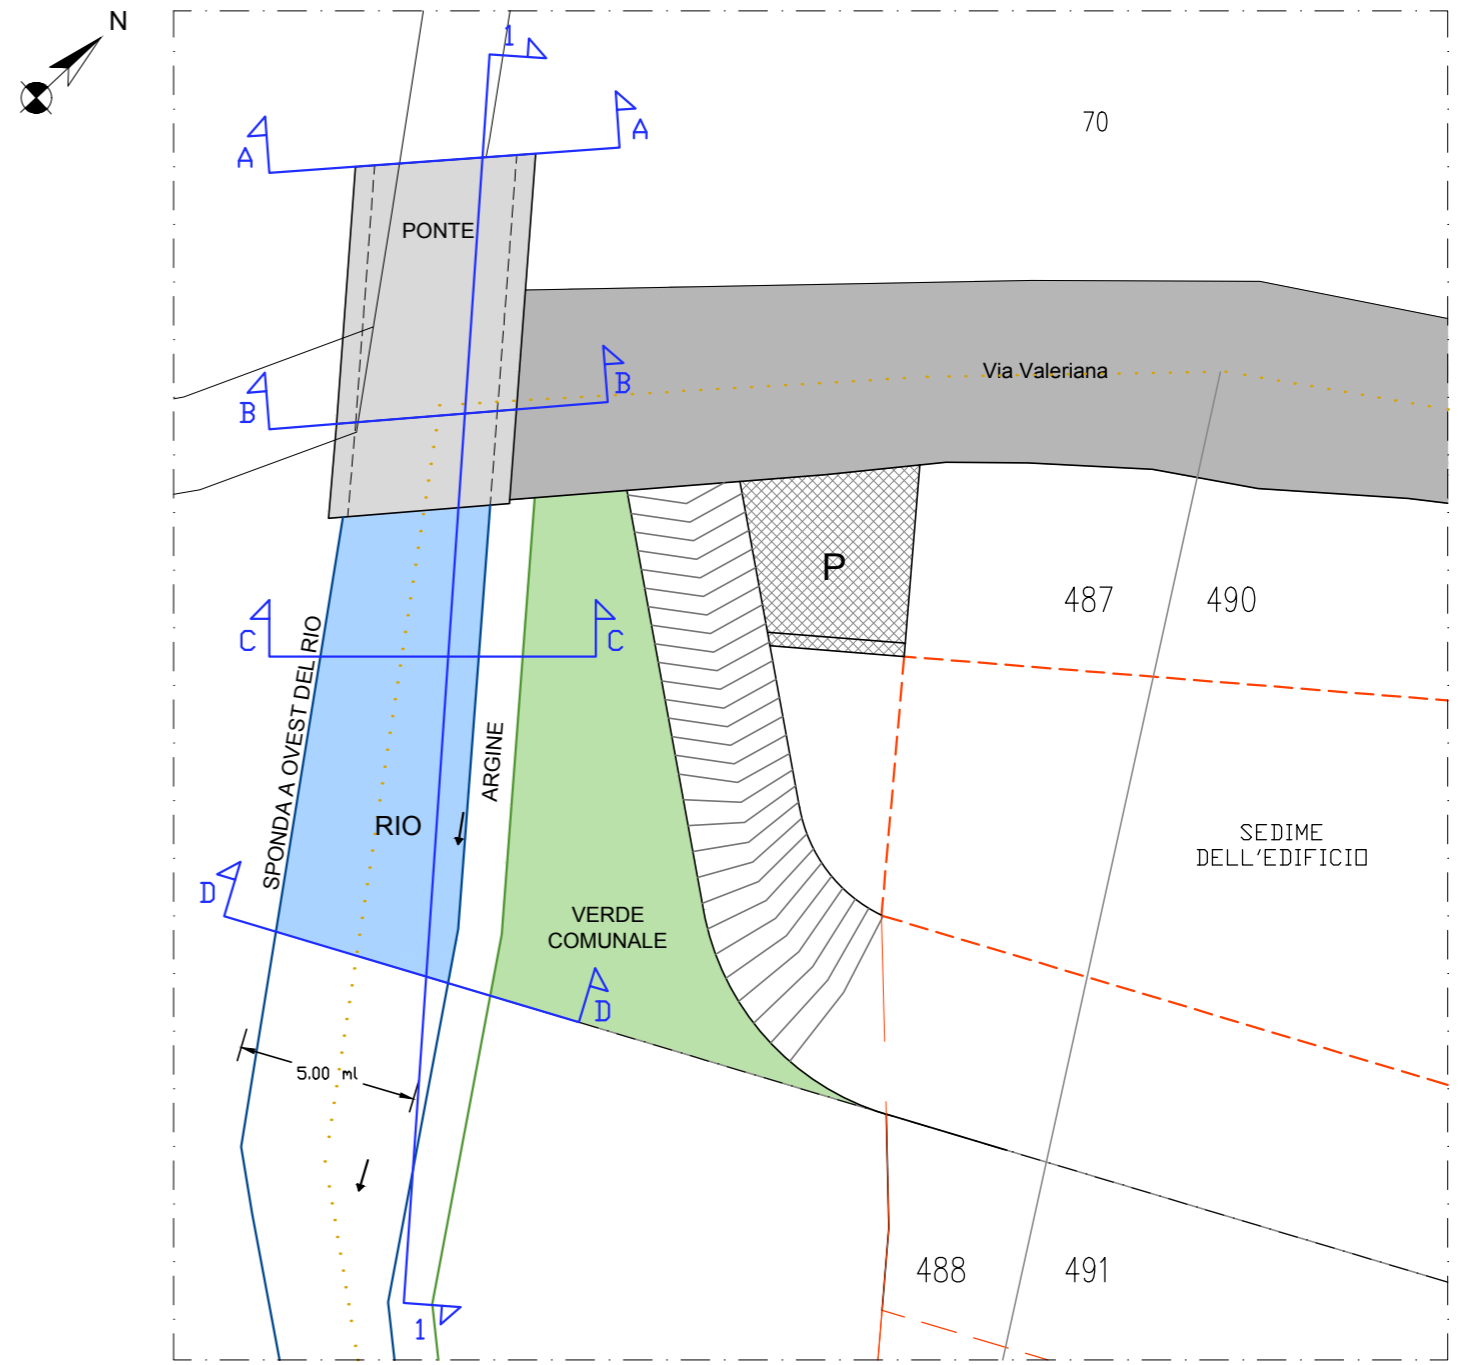 N
1
A
A
70
PONTE
Via Valeriana
B
B
P
487
490
C
C
SPONDA A OVEST DEL RIO
ARGINE
RIO
SEDIME
DELL'EDIFICIO
D
VERDE
COMUNALE
D
5.00 ml
488
491
1